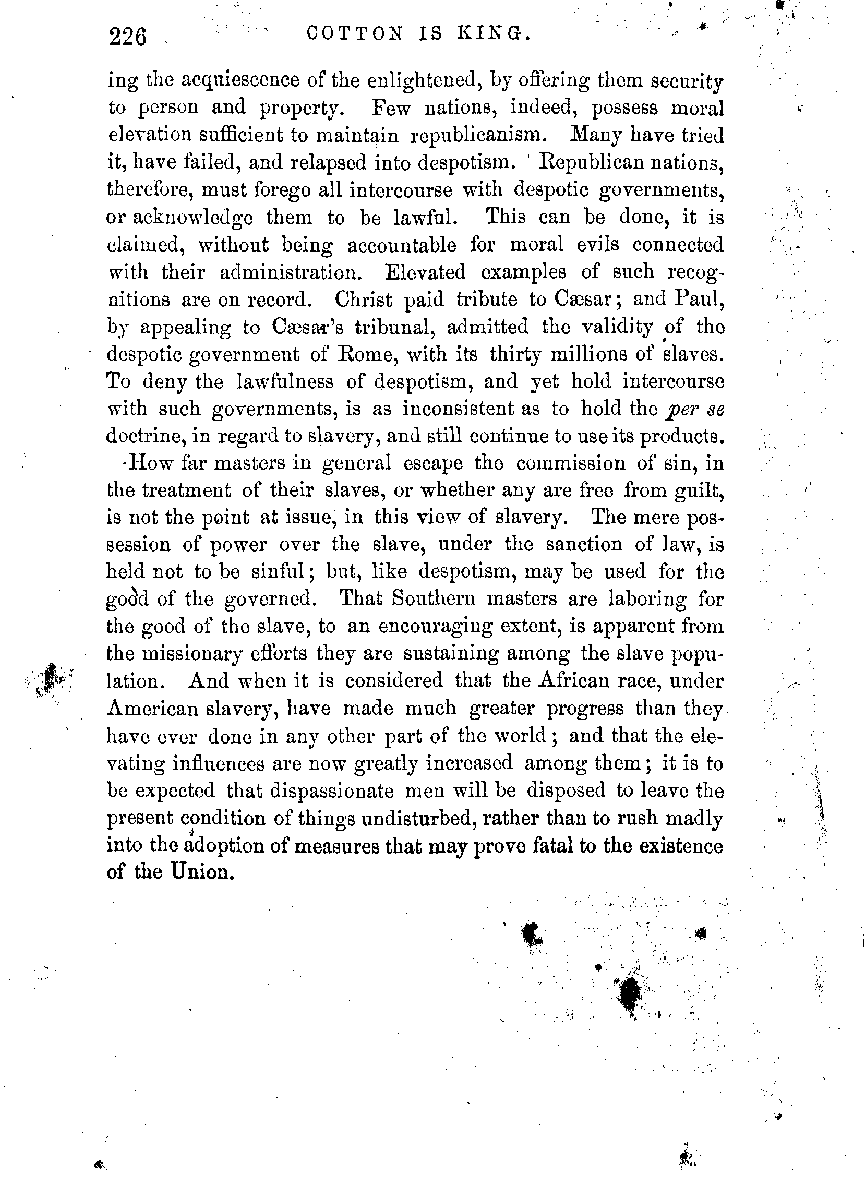 226 COTTON IS KING.
ing the acquiescence of the enlightened, by offering them security
to person and property. Few nations, indeed, possess moral
elevation sufficient to maintain republicanism. Many have tried
it, have failed, and relapsed into despotism. Republican nations,
therefore, must forego all intercourse with despotic governments,
or acknowledge them to be lawful. This can be done, it is
claimed, without being accountable for moral evils connected
with their administration. Elevated examples of such recog-
nitions are on record. Christ paid tribute to Cæsar; and Paul,
by appealing to Cæsar's tribunal, admitted the validity of the
despotic government of Rome, with its thirty millions of slaves.
To deny the lawfulness of despotism, and yet hold intercourse
with such governments, is as inconsistent as to hold the per se
doctrine, in regard to slavery, and still continue to use its products.
How far masters in general escape the commission of sin, in
the treatment of their slaves, or whether any are free from guilt,
is not the point at issue, in this view of slavery. The mere pos-
session of power over the slave, under the sanction of law, is
held not to be sinful; but, like despotism, may be used for the
good of the governed. That Southern masters are laboring for
the good of the slave, to an encouraging extent, is apparent from
the missionary efforts they are sustaining among the slave popu-
lation. And when it is considered that the African race, under
American slavery, have made much greater progress than they
have ever done in any other part of the world; and that the ele-
vating influences are now greatly increased among them; it is to
be expected that dispassionate men will be disposed to leave the
present condition of things undisturbed, rather than to rush madly
into the adoption of measures that may prove fatal to the existence
of the Union.